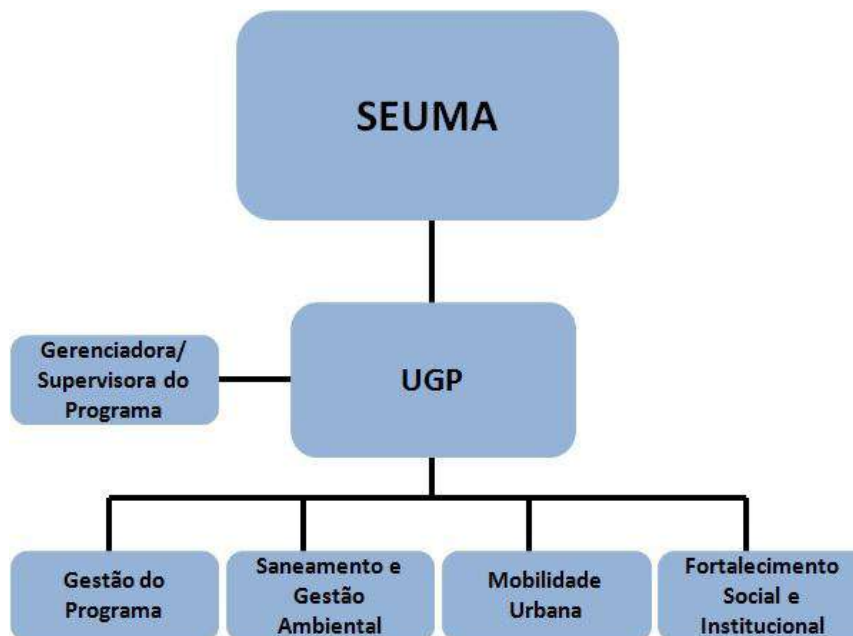 SEUMA
Gerenciadora/
Supervisora do
Programa
UGP
Gestão do
Programa
Saneamento e
Gestão
Ambiental
Mobilidade
Urbana
Fortalecimento
Social e
Institucional